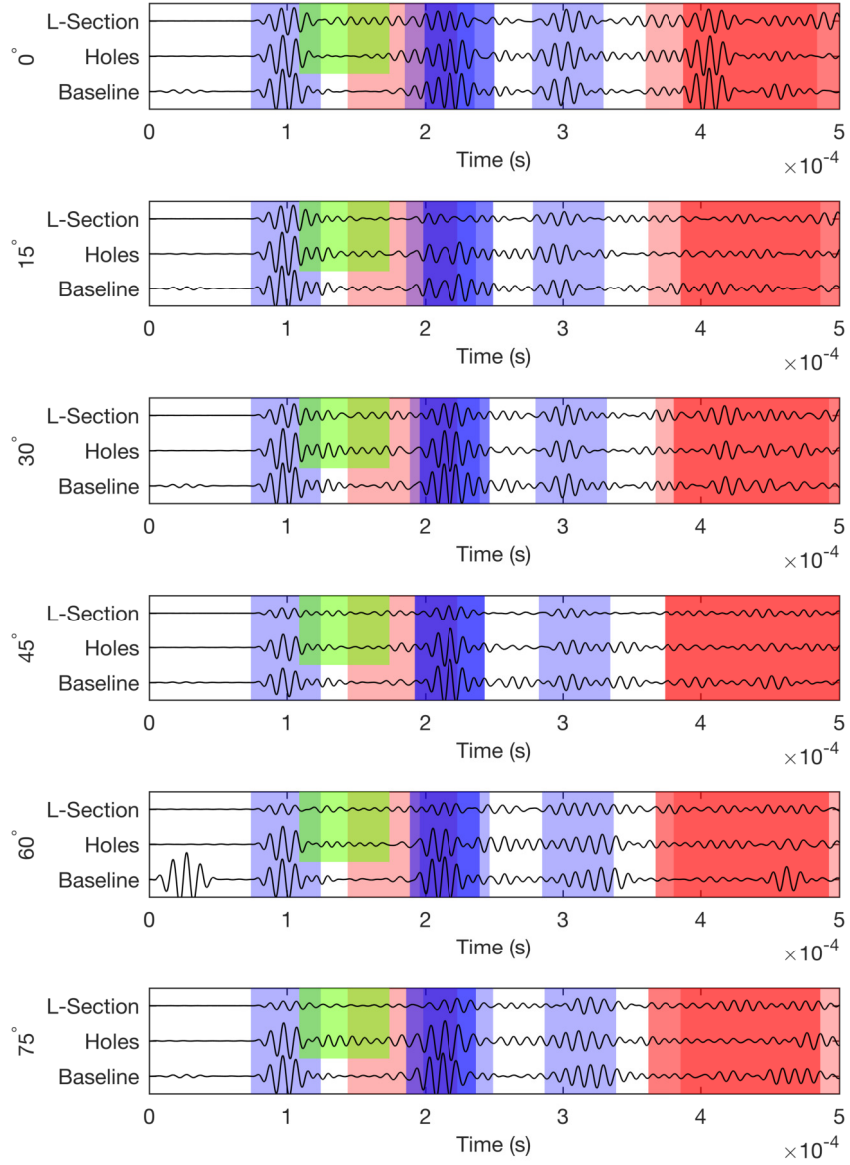 0°
L-Section
Holes
Baseline
0 1 2 3 4 5
Time (s)
×10⁻⁴
15°
L-Section
Holes
Baseline
0 1 2 3 4 5
Time (s)
×10⁻⁴
30°
L-Section
Holes
Baseline
0 1 2 3 4 5
Time (s)
×10⁻⁴
45°
L-Section
Holes
Baseline
0 1 2 3 4 5
Time (s)
×10⁻⁴
60°
L-Section
Holes
Baseline
0 1 2 3 4 5
Time (s)
×10⁻⁴
75°
L-Section
Holes
Baseline
0 1 2 3 4 5
Time (s)
×10⁻⁴